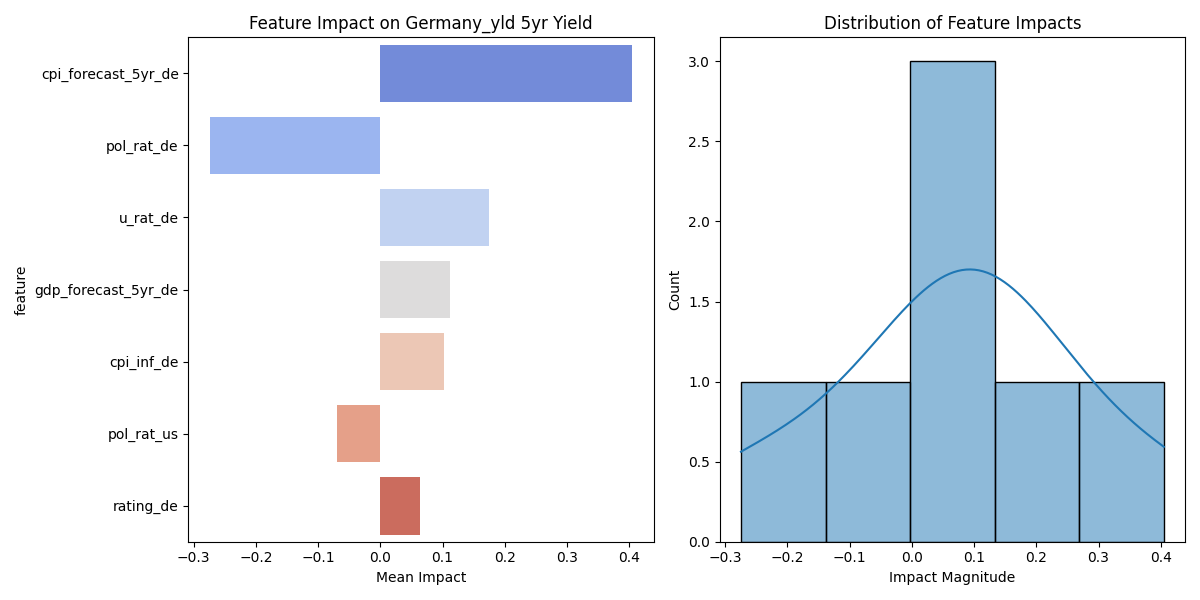 Feature Impact on Germany_yld 5yr Yield
feature
cpi_forecast_5yr_de
pol_rat_de
u_rat_de
gdp_forecast_5yr_de
cpi_inf_de
pol_rat_us
rating_de
−0.3 −0.2 −0.1 0.0 0.1 0.2 0.3 0.4
Mean Impact
Distribution of Feature Impacts
Count
3.0
2.5
2.0
1.5
1.0
0.5
0.0
−0.3 −0.2 −0.1 0.0 0.1 0.2 0.3 0.4
Impact Magnitude